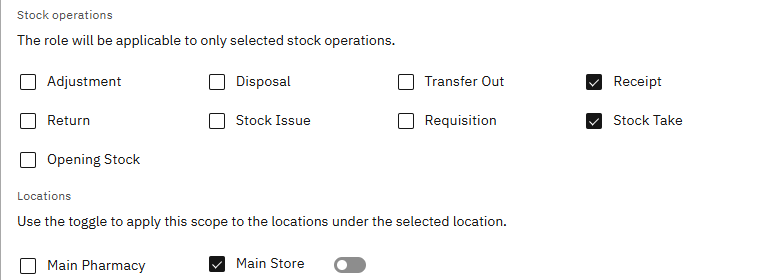 Stock operations
The role will be applicable to only selected stock operations.
Adjustment Disposal Transfer Out Receipt
Return Stock Issue Requisition Stock Take
Opening Stock
Locations
Use the toggle to apply this scope to the locations under the selected location.
Main Pharmacy Main Store